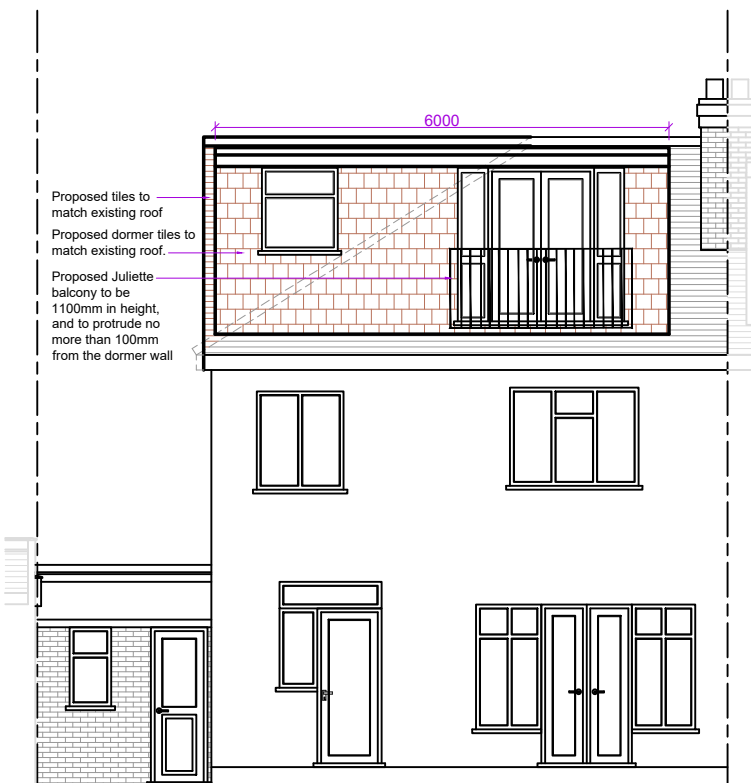 6000
Proposed tiles to
match existing roof
Proposed dormer tiles to
match existing roof.
Proposed Juliette
balcony to be
1100mm in height,
and to protrude no
more than 100mm
from the dormer wall